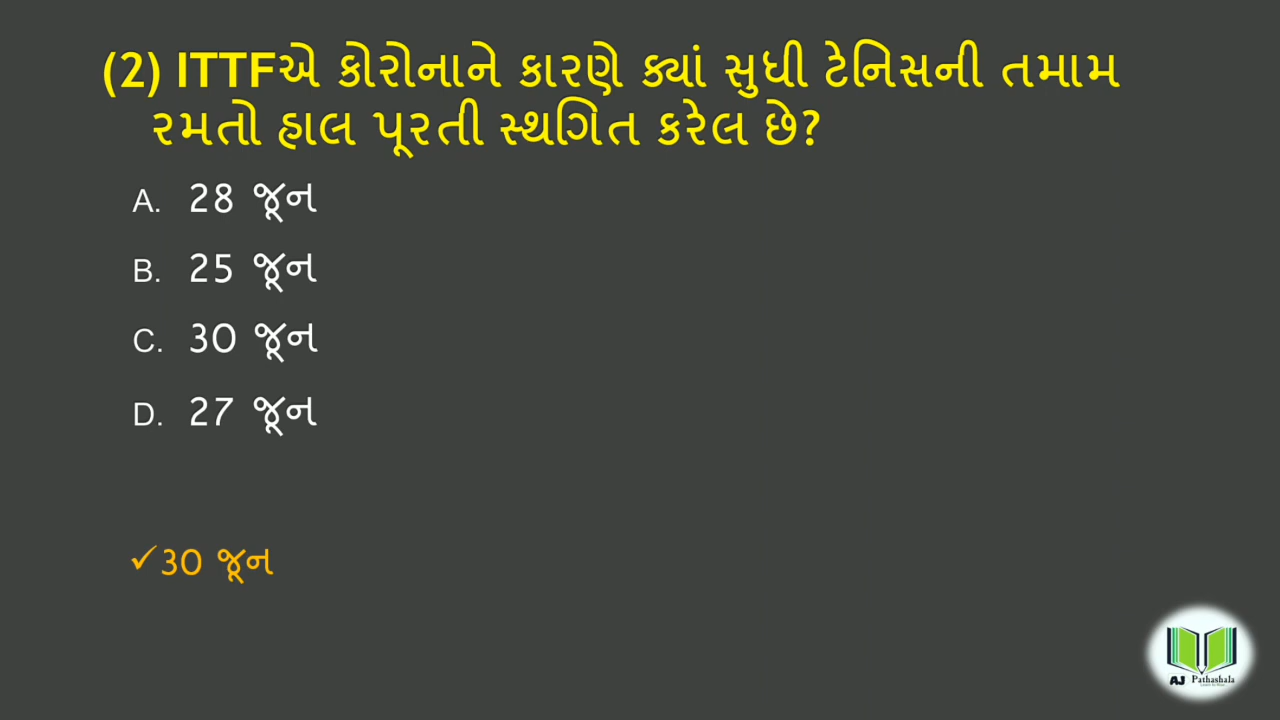 (2) ITTFએ કોરોનાને કારણે ક્યાં સુધી ટેનિસની તમામ
રમતો હાલ પૂરતી સ્થગિત કરેલ છે?
A. 28 જૂન
B. 25 જૂન
C. 30 જૂન
D. 27 જૂન
✓30 જૂન
AJ Pathashala